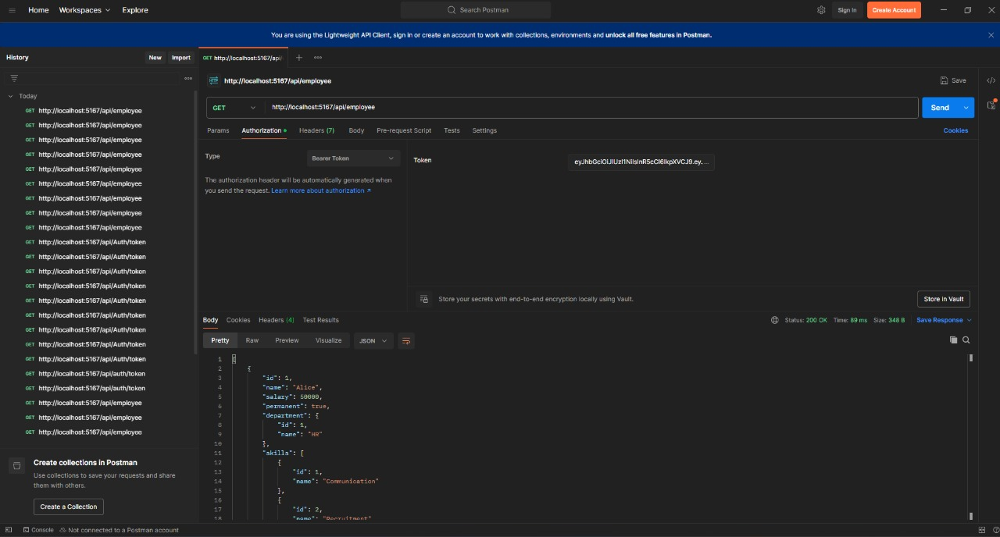 Home Workspaces Explore
Search Postman
Sign In Create Account
You are using the Lightweight API Client, sign in or create an account to work with collections, environments and unlock all free features in Postman.
History New Import
GET http://localhost:5167/api/
http://localhost:5167/api/employee
Save
GET http://localhost:5167/api/employee Send
Params Authorization Headers (7) Body Pre-request Script Tests Settings Cookies
Type Bearer Token
The authorization header will be automatically generated when
you send the request. Learn more about authorization
Token
Store your secrets with end-to-end encryption locally using Vault. Store in Vault
Today
GET http://localhost:5167/api/employee
GET http://localhost:5167/api/employee
GET http://localhost:5167/api/employee
GET http://localhost:5167/api/employee
GET http://localhost:5167/api/employee
GET http://localhost:5167/api/employee
GET http://localhost:5167/api/employee
GET http://localhost:5167/api/employee
GET http://localhost:5167/api/employee
GET http://localhost:5167/api/Auth/token
GET http://localhost:5167/api/Auth/token
GET http://localhost:5167/api/Auth/token
GET http://localhost:5167/api/Auth/token
GET http://localhost:5167/api/Auth/token
GET http://localhost:5167/api/Auth/token
GET http://localhost:5167/api/Auth/token
GET http://localhost:5167/api/Auth/token
GET http://localhost:5167/api/Auth/token
GET http://localhost:5167/api/auth/token
GET http://localhost:5167/api/auth/token
GET http://localhost:5167/api/employee
GET http://localhost:5167/api/employee
GET http://localhost:5167/api/employee
Create collections in Postman
Use collections to save your requests and share
them with others.
Create a Collection
Body Cookies Headers (4) Test Results
Status: 200 OK Time: 89 ms Size: 348 B Save Response
Pretty Raw Preview Visualize JSON
1 [
2 {
3 "id": 1,
4 "name": "Alice",
5 "salary": 50000,
6 "permanent": true,
7 "department": {
8 "id": 1,
9 "name": "HR"
10 },
11 "skills": [
12 {
13 "id": 1,
14 "name": "Communication"
15 },
16 {
17 "id": 2,
18 "name": "Recruitment"
Console Not connected to a Postman account